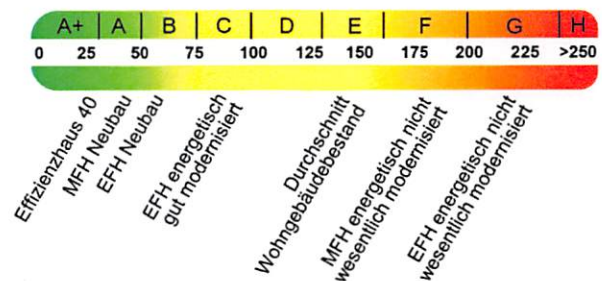 A+ A B C D E F G H
0 25 50 75 100 125 150 175 200 225 >250
Effizienzhaus 40
MFH Neubau
EFH Neubau
EFH energetisch
gut modernisiert
Durchschnitt
Wohngebäudebestand
MFH energetisch nicht
wesentlich modernisiert
EFH energetisch nicht
wesentlich modernisiert